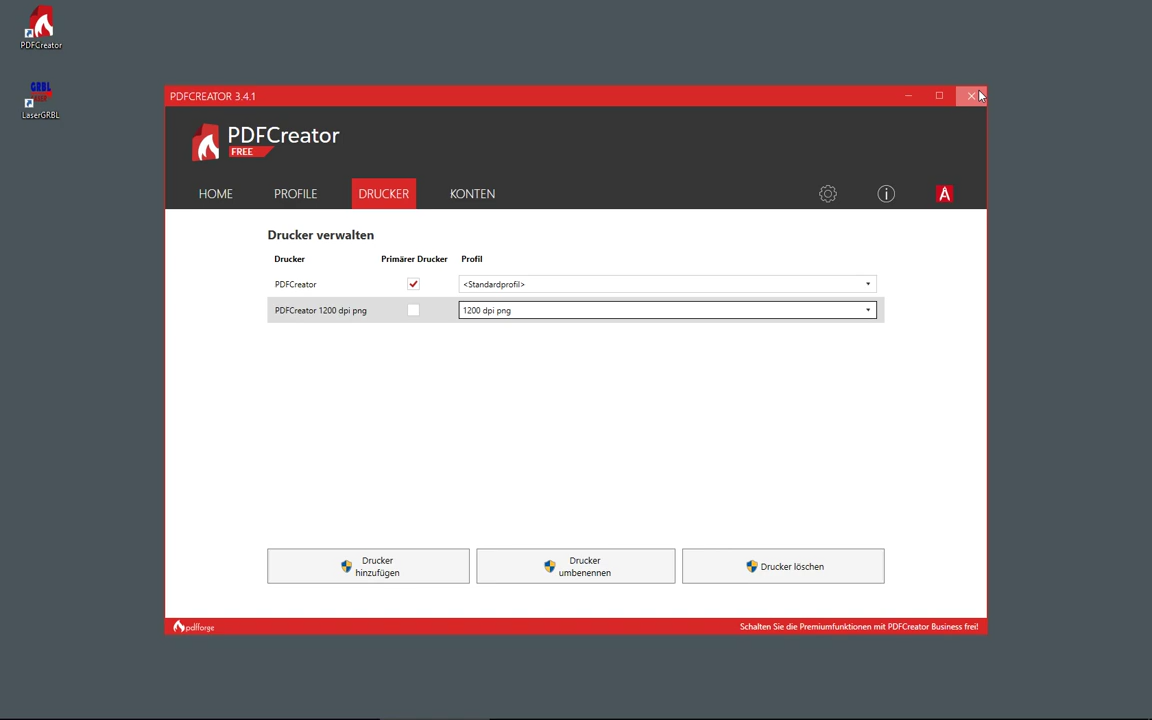 PDFCreator
GRBL
LASER
LaserGRBL
PDFCREATOR 3.4.1
PDFCreator
FREE
HOME PROFILE DRUCKER KONTEN
Drucker verwalten
Drucker Primärer Drucker Profil
PDFCreator <Standardprofil>
PDFCreator 1200 dpi png 1200 dpi png
Drucker
hinzufügen
Drucker
umbenennen
Drucker löschen
pdfforge Schalten Sie die Premiumfunktionen mit PDFCreator Business frei!